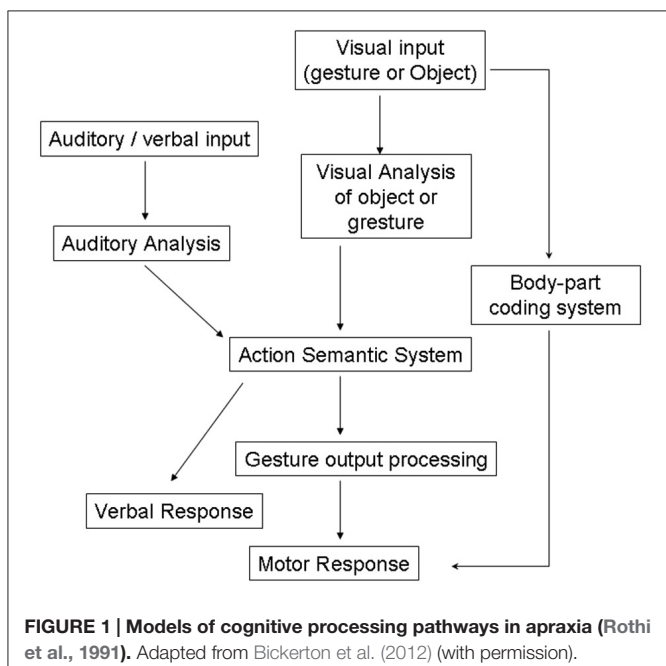 Visual input
(gesture or Object)
Auditory / verbal input
Visual Analysis
of object or
gresture
Auditory Analysis
Body-part
coding system
Action Semantic System
Gesture output processing
Verbal Response
Motor Response
FIGURE 1 | Models of cognitive processing pathways in apraxia (Rothi
et al., 1991). Adapted from Bickerton et al. (2012) (with permission).